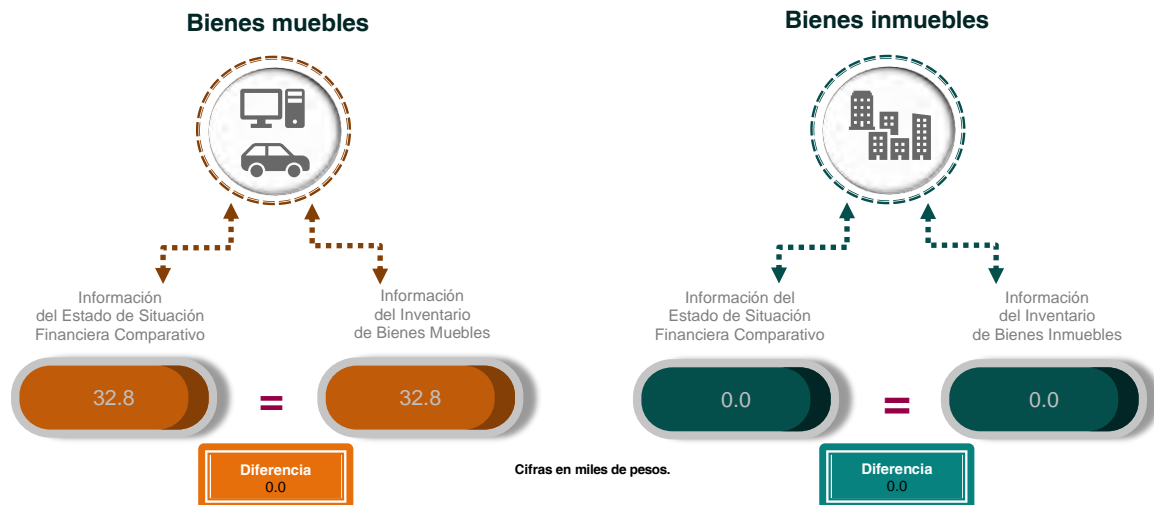 Bienes muebles
Información
del Estado de Situación
Financiera Comparativo
32.8
=
Información
del Inventario
de Bienes Muebles
32.8
Diferencia
0.0
Bienes inmuebles
Información del
Estado de Situación
Financiera Comparativo
0.0
=
Información
del Inventario
de Bienes Inmuebles
0.0
Diferencia
0.0
Cifras en miles de pesos.